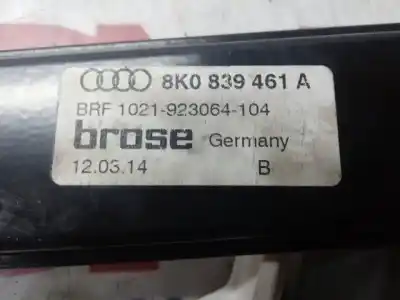 8K0 839 461 A
BRF 1021-923064-104
brose Germany
12.03.14 B